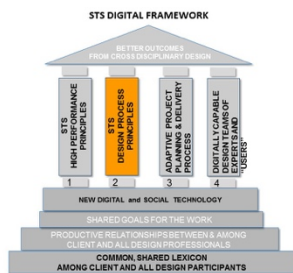 STS DIGITAL FRAMEWORK
BETTER OUTCOMES
FROM CROSS DISCIPLINARY DESIGN
STS
HIGH PERFORMANCE
PRINCIPLES
STS
DESIGN PROCESS
PRINCIPLES
ADAPTIVE PROJECT
PLANNING & DELIVERY
PROCESS
DIGITALLY CAPABLE
DESIGN TEAMS OF
EXPERTS AND
"USERS"
1
2
3
4
NEW DIGITAL and SOCIAL TECHNOLOGY
SHARED GOALS FOR THE WORK
PRODUCTIVE RELATIONSHIPS BETWEEN & AMONG
CLIENT AND ALL DESIGN PROFESSIONALS
COMMON, SHARED LEXICON
AMONG CLIENT AND ALL DESIGN PARTICIPANTS